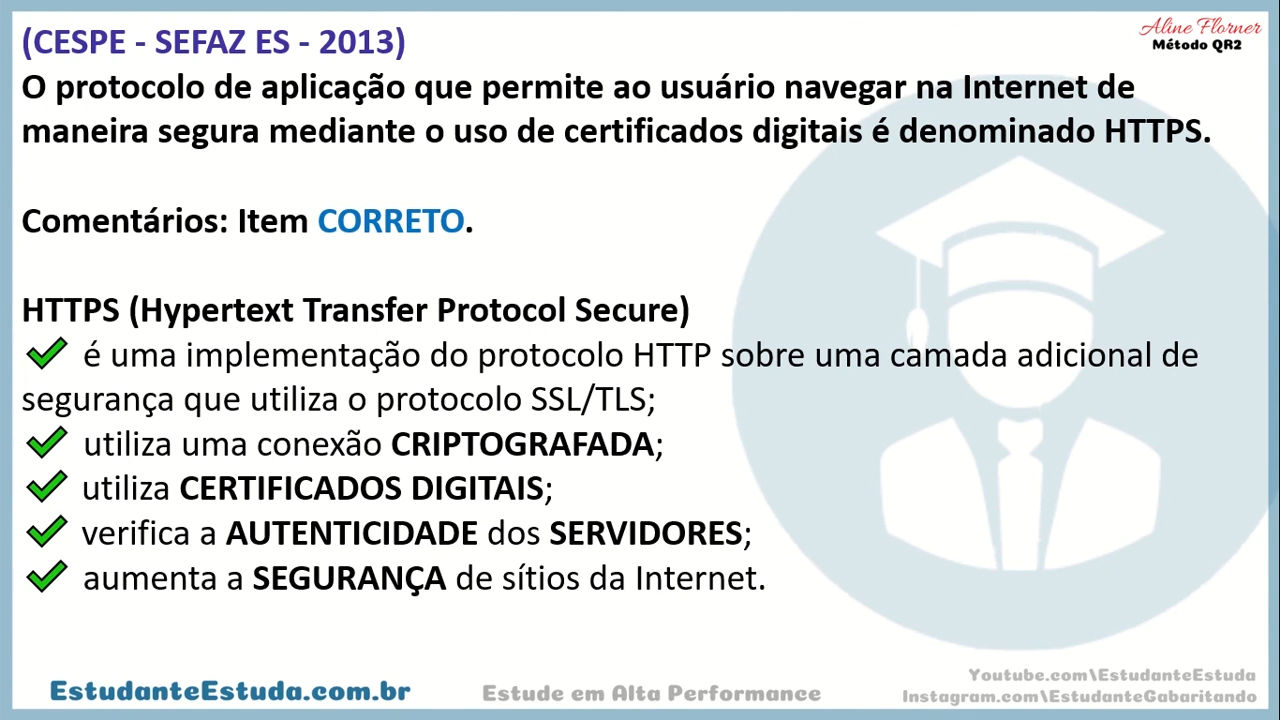 Aline Florner
Método QR2
(CESPE - SEFAZ ES - 2013)
O protocolo de aplicação que permite ao usuário navegar na Internet de
maneira segura mediante o uso de certificados digitais é denominado HTTPS.
Comentários: Item CORRETO.
HTTPS (Hypertext Transfer Protocol Secure)
é uma implementação do protocolo HTTP sobre uma camada adicional de
segurança que utiliza o protocolo SSL/TLS;
utiliza uma conexão CRIPTOGRAFADA;
utiliza CERTIFICADOS DIGITAIS;
verifica a AUTENTICIDADE dos SERVIDORES;
aumenta a SEGURANÇA de sítios da Internet.
EstudanteEstuda.com.br
Estude em Alta Performance
Youtube.com\EstudanteEstuda
Instagram.com\EstudanteGabaritando